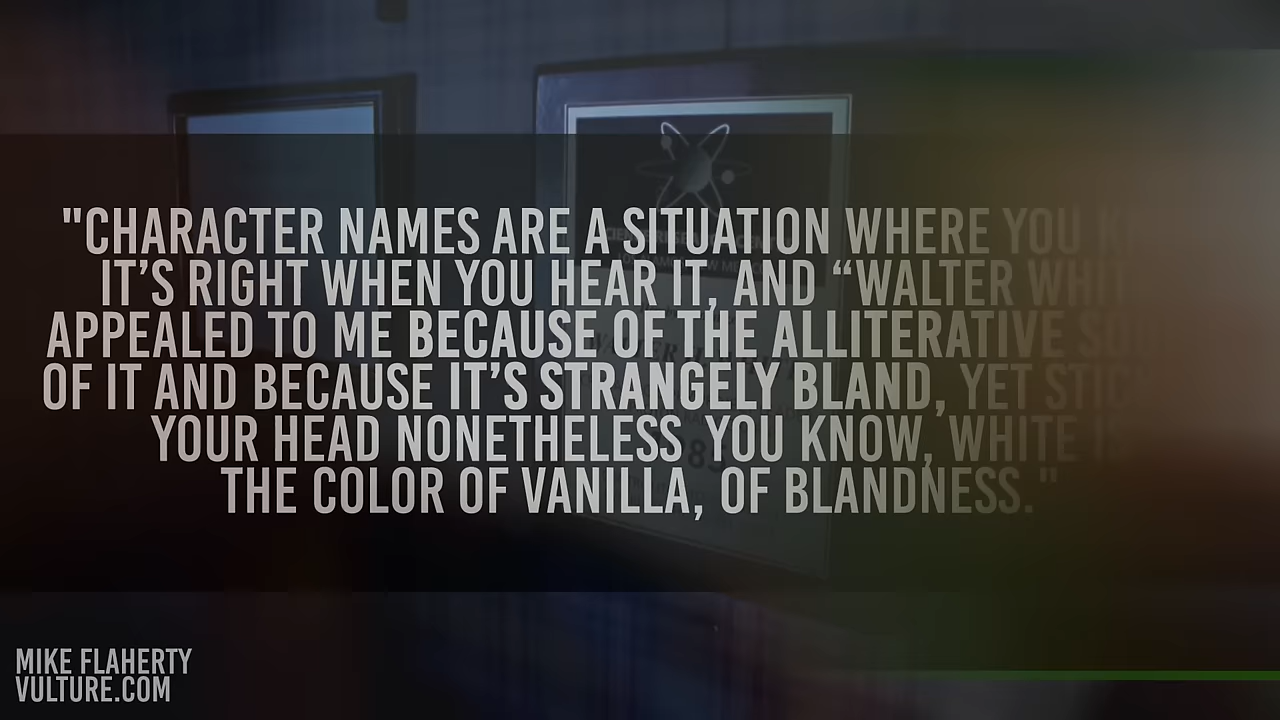 "CHARACTER NAMES ARE A SITUATION WHERE YOU
IT’S RIGHT WHEN YOU HEAR IT, AND “WALTER WHIT
APPEALED TO ME BECAUSE OF THE ALLITERATIVE
OF IT AND BECAUSE IT’S STRANGELY BLAND, YET
YOUR HEAD NONETHELESS YOU KNOW, WHITE
THE COLOR OF VANILLA, OF BLANDNESS."
MIKE FLAHERTY
VULTURE.COM